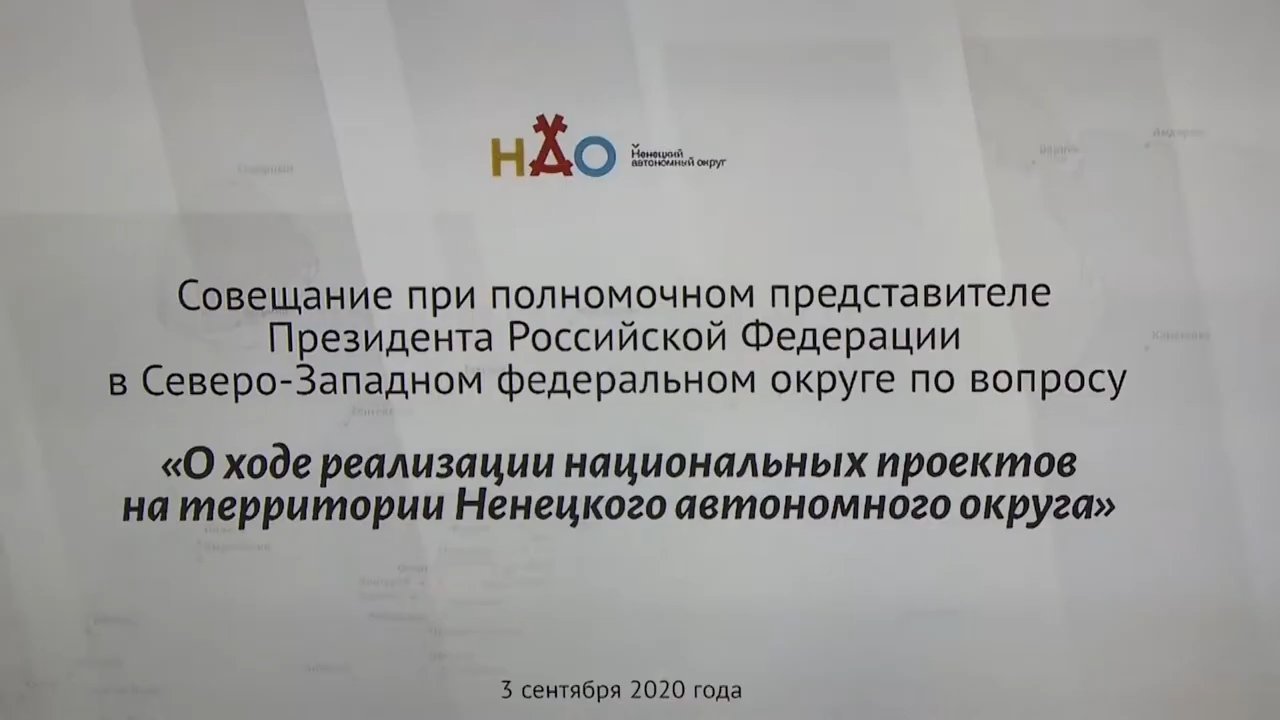 НАО
Ненецкий
автономный округ
Совещание при полномочном представителе
Президента Российской Федерации
в Северо-Западном федеральном округе по вопросу
«О ходе реализации национальных проектов
на территории Ненецкого автономного округа»
3 сентября 2020 года